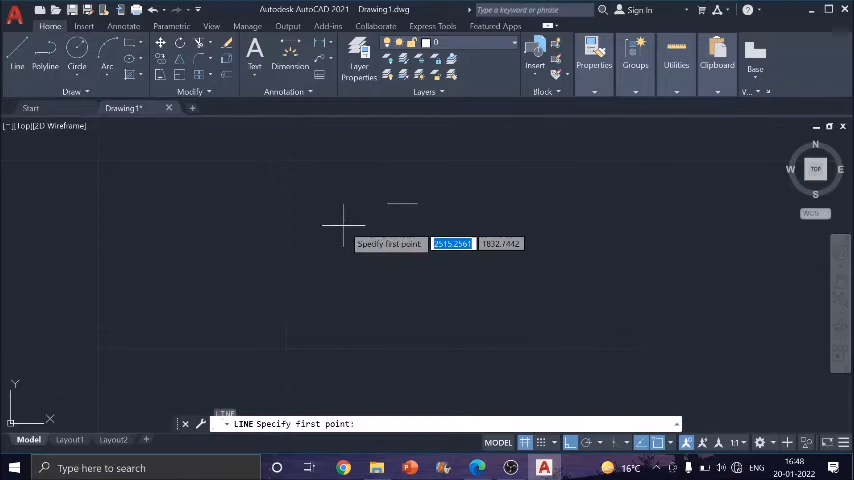 Autodesk AutoCAD 2021 Drawing1.dwg
Type a keyword or phrase
Sign In
Home Insert Annotate Parametric View Manage Output Add-ins Collaborate Express Tools Featured Apps
0
Line Polyline Circle Arc Text Dimension Layer Properties Insert Properties Groups Utilities Clipboard Base
Draw Modify Annotation Layers Block V...
Start Drawing1*
[−][Top][2D Wireframe]
N
W TOP E
S
WCS
Specify first point: 2515.2561 1832.7442
Y
X
LINE
LINE Specify first point:
Model Layout1 Layout2 + MODEL 1:1
Type here to search
16°C ENG 16:48
20-01-2022